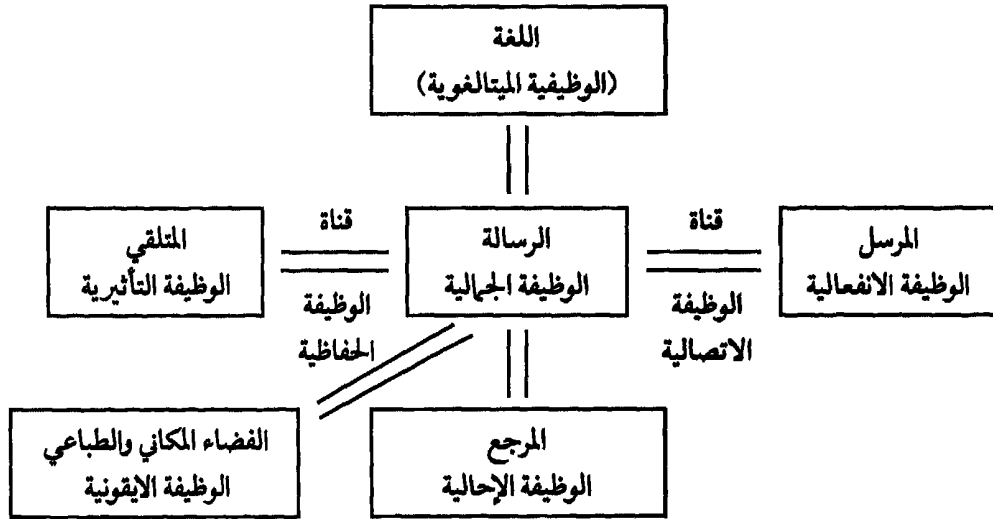 اللغة
(الوظيفية الميتالغوية)
المرسل
الوظيفة الانفعالية
قناة
الوظيفة
الاتصالية
الرسالة
الوظيفة الجمالية
قناة
الوظيفة
الحفاظية
المتلقي
الوظيفة التأثيرية
المرجع
الوظيفة الإحالية
الفضاء المكاني والطباعي
الوظيفة الايقونية